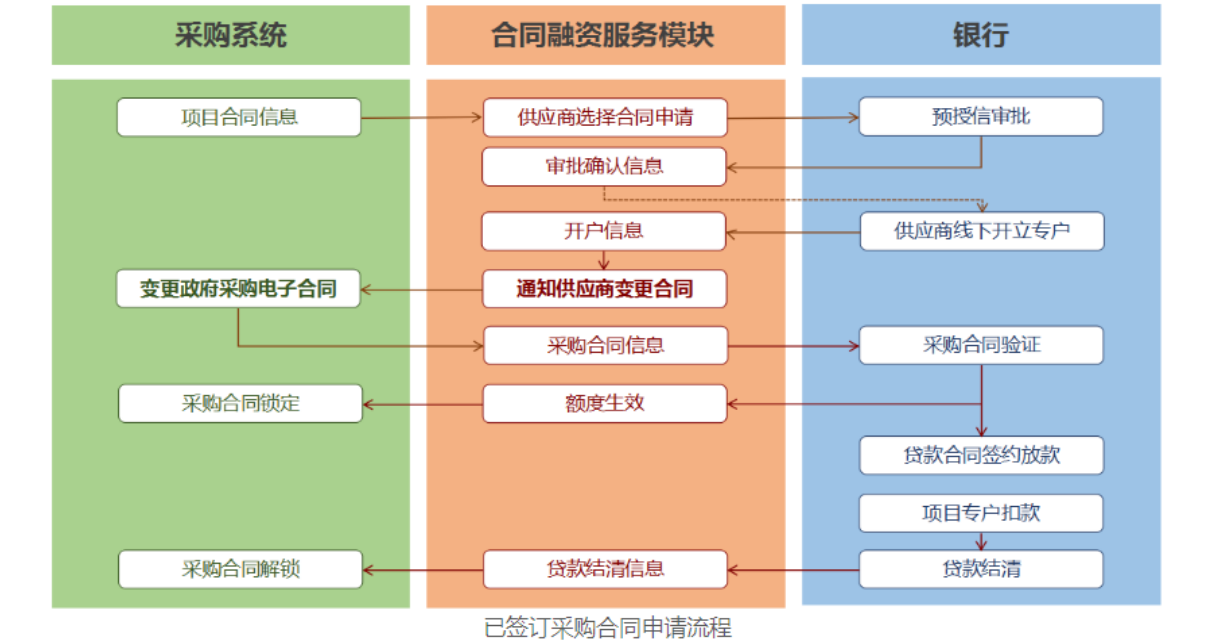 采购系统
合同融资服务模块
银行
项目合同信息
供应商选择合同申请
预授信审批
审批确认信息
开户信息
供应商线下开立专户
变更政府采购电子合同
通知供应商变更合同
采购合同信息
采购合同验证
采购合同锁定
额度生效
贷款合同签约放款
项目专户扣款
采购合同解锁
贷款结清信息
贷款结清
已签订采购合同申请流程